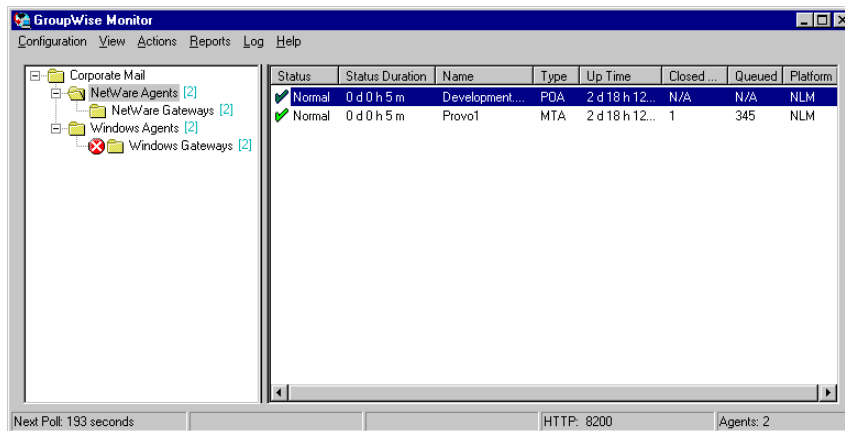 GroupWise Monitor
Configuration View Actions Reports Log Help
Corporate Mail
NetWare Agents [2]
NetWare Gateways [2]
Windows Agents [2]
Windows Gateways [2]
Status Status Duration Name Type Up Time Closed ... Queued Platform
Normal 0 d 0 h 5 m Development.... POA 2 d 18 h 12... N/A N/A NLM
Normal 0 d 0 h 5 m Provo1 MTA 2 d 18 h 12... 1 345 NLM
Next Poll: 193 seconds HTTP: 8200 Agents: 2